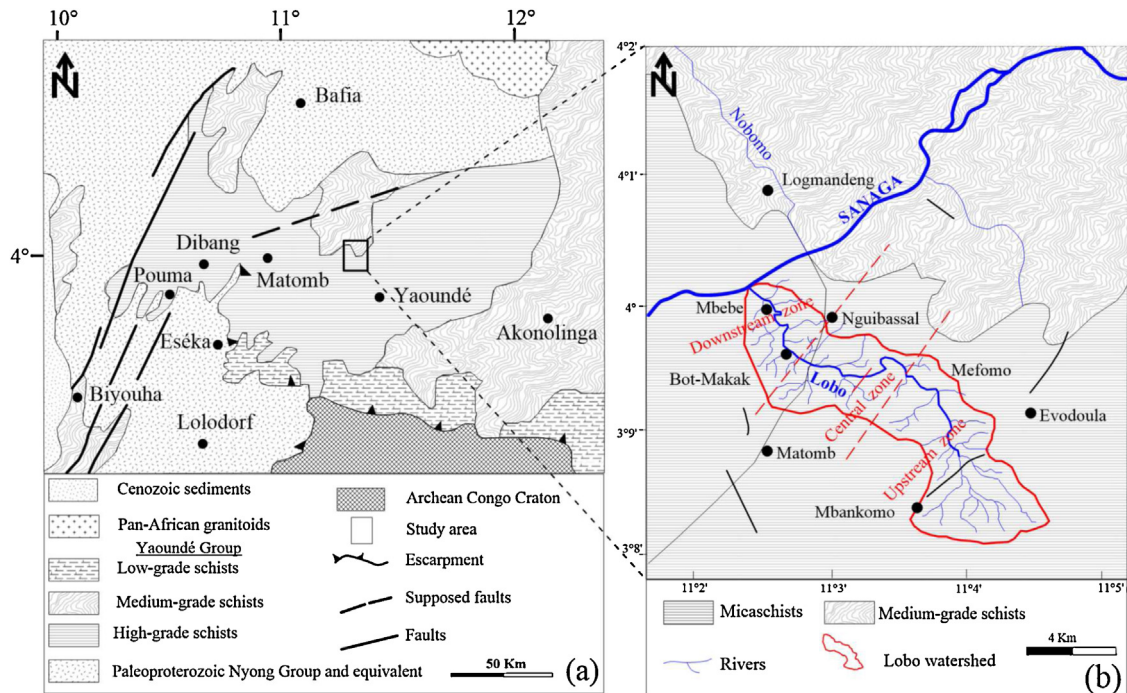 10°
11°
12°
N
Bafia
4°
Dibang
Pouma
Matomb
Yaoundé
Eséka
Akonolinga
Biyouha
Lolodorf
Cenozoic sediments
Pan-African granitoids
Yaoundé Group
Low-grade schists
Medium-grade schists
High-grade schists
Paleoproterozoic Nyong Group and equivalent
Archean Congo Craton
Study area
Escarpment
Supposed faults
Faults
50 Km
(a)
4°2'
N
Nobomo
Logmandeng
4°1'
SANAGA
4°
Mbebe
Nguibassal
Downstream zone
Mefomo
Bot-Makak
Lobo
Central zone
Evodoula
3°9'
Matomb
Upstream zone
Mbankomo
3°8'
11°2'
11°3'
11°4'
11°5'
Micaschists
Medium-grade schists
Rivers
Lobo watershed
4 Km
(b)